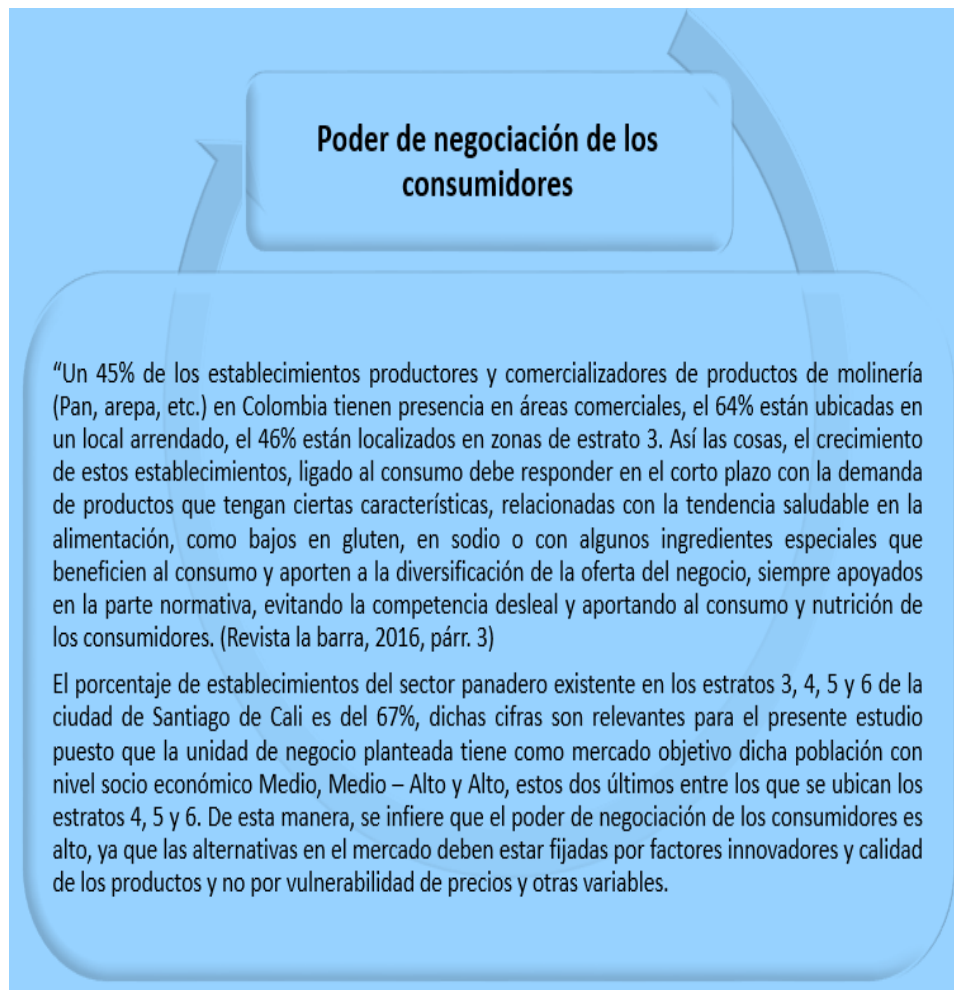 Poder de negociación de los
consumidores
“Un 45% de los establecimientos productores y comercializadores de productos de molinería
(Pan, arepa, etc.) en Colombia tienen presencia en áreas comerciales, el 64% están ubicadas en
un local arrendado, el 46% están localizados en zonas de estrato 3. Así las cosas, el crecimiento
de estos establecimientos, ligado al consumo debe responder en el corto plazo con la demanda
de productos que tengan ciertas características, relacionadas con la tendencia saludable en la
alimentación, como bajos en gluten, en sodio o con algunos ingredientes especiales que
beneficien al consumo y aporten a la diversificación de la oferta del negocio, siempre apoyados
en la parte normativa, evitando la competencia desleal y aportando al consumo y nutrición de
los consumidores. (Revista la barra, 2016, párr. 3)
El porcentaje de establecimientos del sector panadero existente en los estratos 3, 4, 5 y 6 de la
ciudad de Santiago de Cali es del 67%, dichas cifras son relevantes para el presente estudio
puesto que la unidad de negocio planteada tiene como mercado objetivo dicha población con
nivel socio económico Medio, Medio – Alto y Alto, estos dos últimos entre los que se ubican los
estratos 4, 5 y 6. De esta manera, se infiere que el poder de negociación de los consumidores es
alto, ya que las alternativas en el mercado deben estar fijadas por factores innovadores y calidad
de los productos y no por vulnerabilidad de precios y otras variables.